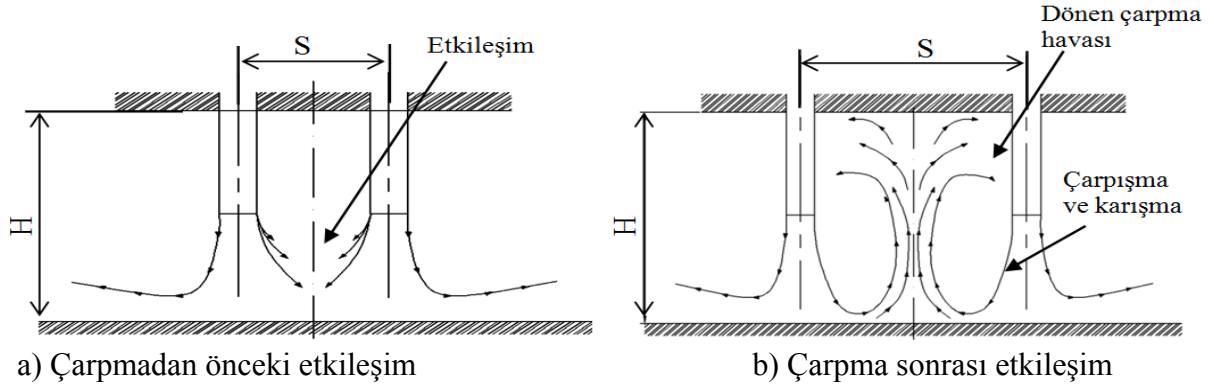 S
Etkileşim
H
a) Çarpmadan önceki etkileşim
Dönen çarpma
havası
S
Çarpışma
ve karışma
H
b) Çarpma sonrası etkileşim